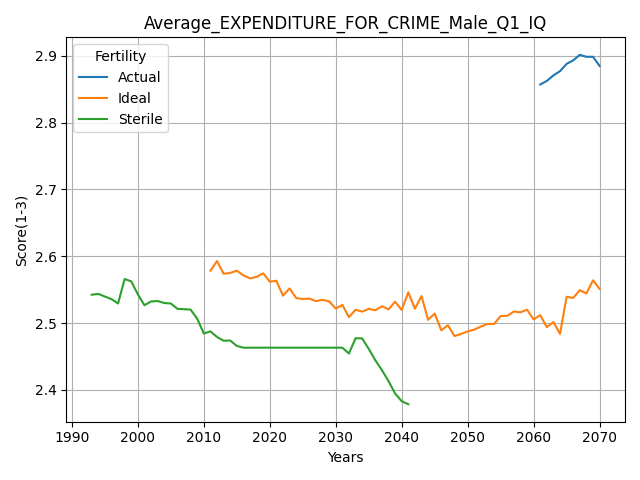 Average_EXPENDITURE_FOR_CRIME_Male_Q1_IQ
Fertility
Actual
Ideal
Sterile
Score(1-3)
2.9
2.8
2.7
2.6
2.5
2.4
1990 2000 2010 2020 2030 2040 2050 2060 2070
Years